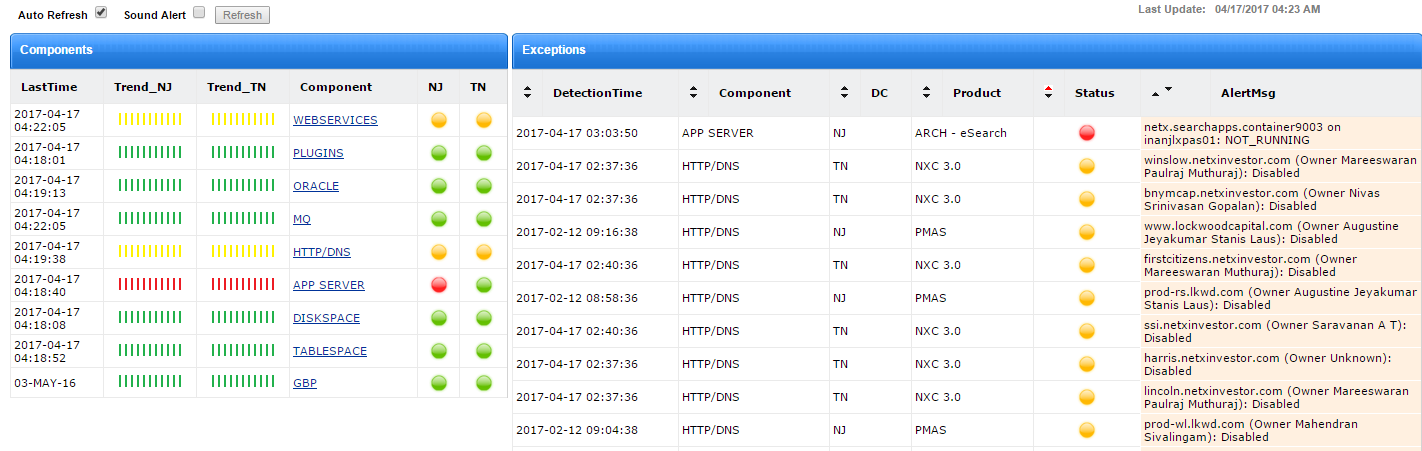 Auto Refresh Sound Alert Refresh Last Update: 04/17/2017 04:23 AM
Components
LastTime Trend_NJ Trend_TN Component NJ TN
2017-04-17
04:22:05 WEBSERVICES
2017-04-17
04:18:01 PLUGINS
2017-04-17
04:19:13 ORACLE
2017-04-17
04:22:05 MQ
2017-04-17
04:19:38 HTTP/DNS
2017-04-17
04:18:40 APP SERVER
2017-04-17
04:18:08 DISKSPACE
2017-04-17
04:18:52 TABLESPACE
03-MAY-16 GBP
Exceptions
DetectionTime Component DC Product Status AlertMsg
2017-04-17 03:03:50 APP SERVER NJ ARCH - eSearch netx.searchapps.container9003 on
inanjlxpas01: NOT_RUNNING
2017-04-17 02:37:36 HTTP/DNS TN NXC 3.0 winslow.netxinvestor.com (Owner Mareeswaran
Paulraj Muthuraj): Disabled
2017-04-17 02:37:36 HTTP/DNS TN NXC 3.0 bnymcap.netxinvestor.com (Owner Nivas
Srinivasan Gopalan): Disabled
2017-02-12 09:16:38 HTTP/DNS NJ PMAS www.lockwoodcapital.com (Owner Augustine
Jeyakumar Stanis Laus): Disabled
2017-04-17 02:40:36 HTTP/DNS TN NXC 3.0 firstcitizens.netxinvestor.com (Owner
Mareeswaran Muthuraj): Disabled
2017-02-12 08:58:36 HTTP/DNS NJ PMAS prod-rs.lkwd.com (Owner Augustine Jeyakumar
Stanis Laus): Disabled
2017-04-17 02:40:36 HTTP/DNS TN NXC 3.0 ssi.netxinvestor.com (Owner Saravanan A T):
Disabled
2017-04-17 02:37:36 HTTP/DNS TN NXC 3.0 harris.netxinvestor.com (Owner Unknown):
Disabled
2017-04-17 02:37:36 HTTP/DNS TN NXC 3.0 lincoln.netxinvestor.com (Owner Mareeswaran
Paulraj Muthuraj): Disabled
2017-02-12 09:04:38 HTTP/DNS NJ PMAS prod-wl.lkwd.com (Owner Mahendran
Sivalingam): Disabled